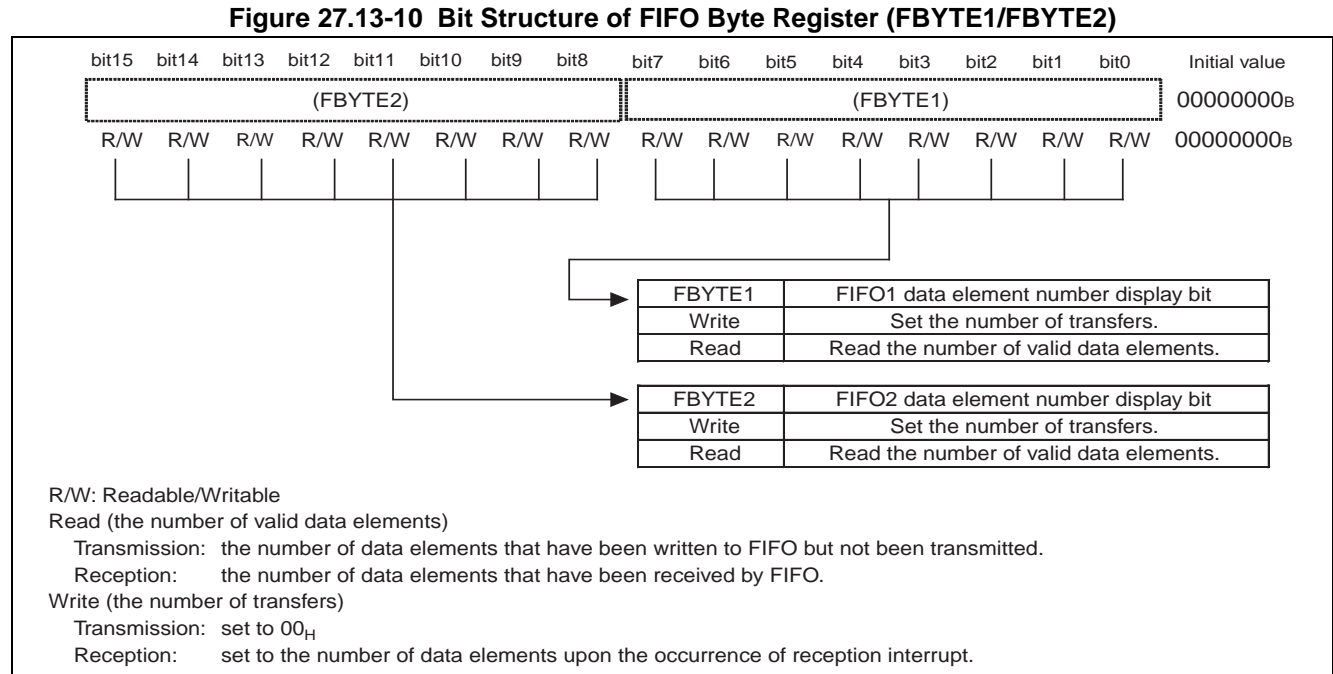 Figure 27.13-10 Bit Structure of FIFO Byte Register (FBYTE1/FBYTE2)
bit15 bit14 bit13 bit12 bit11 bit10 bit9 bit8 bit7 bit6 bit5 bit4 bit3 bit2 bit1 bit0 Initial value
(FBYTE2) (FBYTE1) 00000000B
R/W R/W R/W R/W R/W R/W R/W R/W R/W R/W R/W R/W R/W R/W R/W R/W 00000000B
FBYTE1 FIFO1 data element number display bit
Write Set the number of transfers.
Read Read the number of valid data elements.
FBYTE2 FIFO2 data element number display bit
Write Set the number of transfers.
Read Read the number of valid data elements.
R/W: Readable/Writable
Read (the number of valid data elements)
Transmission: the number of data elements that have been written to FIFO but not been transmitted.
Reception: the number of data elements that have been received by FIFO.
Write (the number of transfers)
Transmission: set to 00H
Reception: set to the number of data elements upon the occurrence of reception interrupt.